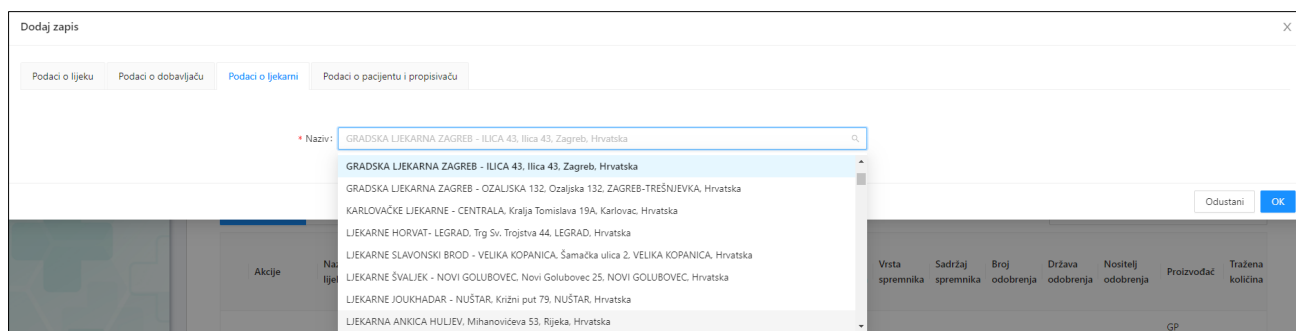 Dodaj zapis
Podaci o lijeku Podaci o dobavljaču Podaci o ljekarni Podaci o pacijentu i propisivaču
* Naziv: GRADSKA LJEKARNA ZAGREB - ILICA 43, Ilica 43, Zagreb, Hrvatska
GRADSKA LJEKARNA ZAGREB - ILICA 43, Ilica 43, Zagreb, Hrvatska
GRADSKA LJEKARNA ZAGREB - OZALJSKA 132, Ozaljska 132, ZAGREB-TREŠNJEVKA, Hrvatska
KARLOVAČKE LJEKARNE - CENTRALA, Kralja Tomislava 19A, Karlovac, Hrvatska
LJEKARNE HORVAT- LEGRAD, Trg Sv. Trojstva 44, LEGRAD, Hrvatska
LJEKARNE SLAVONSKI BROD - VELIKA KOPANICA, Šamačka ulica 2, VELIKA KOPANICA, Hrvatska
LJEKARNE ŠVALJEK - NOVI GOLUBOVEC, Novi Golubovec 25, NOVI GOLUBOVEC, Hrvatska
LJEKARNE JOUKHADAR - NUŠTAR, Križni put 79, NUŠTAR, Hrvatska
LJEKARNA ANKICA HULJEV, Mihanovićeva 53, Rijeka, Hrvatska
Odustani OK
Akcije
Vrsta spremnika
Sadržaj spremnika
Broj odobrenja
Država odobrenja
Nositelj odobrenja
Proizvođač
Tražena količina
GP